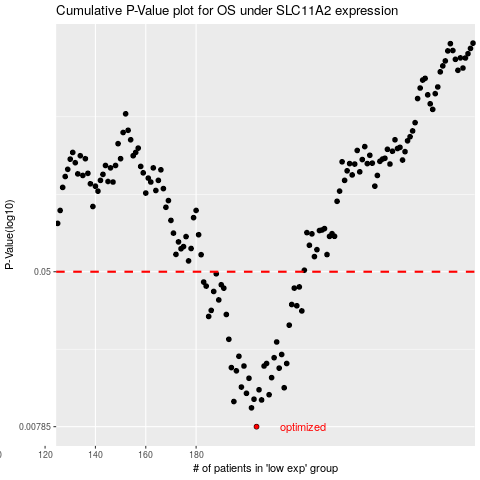 Cumulative P-Value plot for OS under SLC11A2 expression
P-Value(log10)
0.05
0.00785
optimized
0
120
140
160
180
# of patients in 'low exp' group